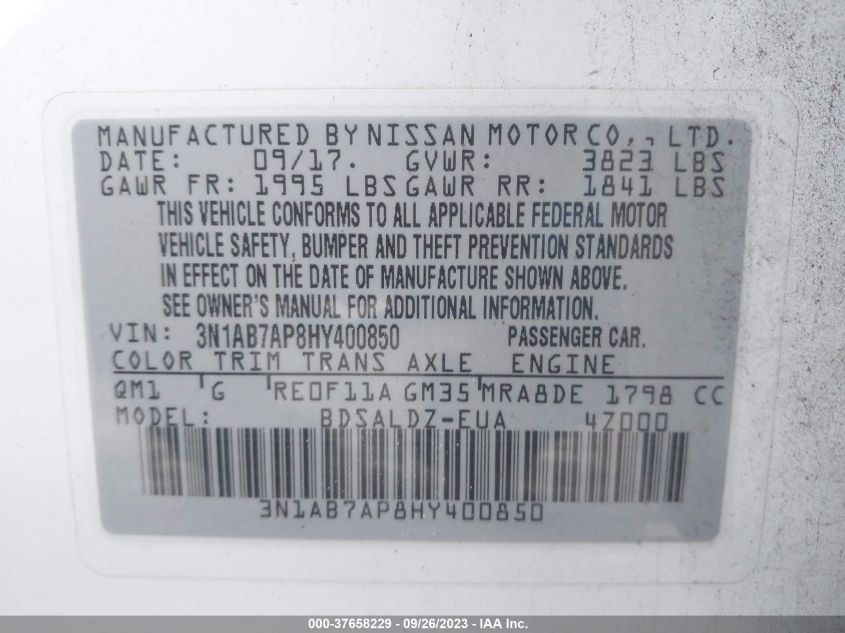 MANUFACTURED BY NISSAN MOTOR CO., LTD.
DATE: 09/17. GVWR: 3823 LBS
GAWR FR: 1995 LBS GAWR RR: 1841 LBS
THIS VEHICLE CONFORMS TO ALL APPLICABLE FEDERAL MOTOR
VEHICLE SAFETY, BUMPER AND THEFT PREVENTION STANDARDS
IN EFFECT ON THE DATE OF MANUFACTURE SHOWN ABOVE.
SEE OWNER'S MANUAL FOR ADDITIONAL INFORMATION.
VIN: 3N1AB7AP8HY400850 PASSENGER CAR.
COLOR TRIM TRANS AXLE ENGINE
QM1 G RE0F11A GM35 MRA8DE 1798 CC
MODEL: BDSALDZ-EUA 4Z000
3N1AB7AP8HY400850
000-37658229 - 09/26/2023 - IAA Inc.